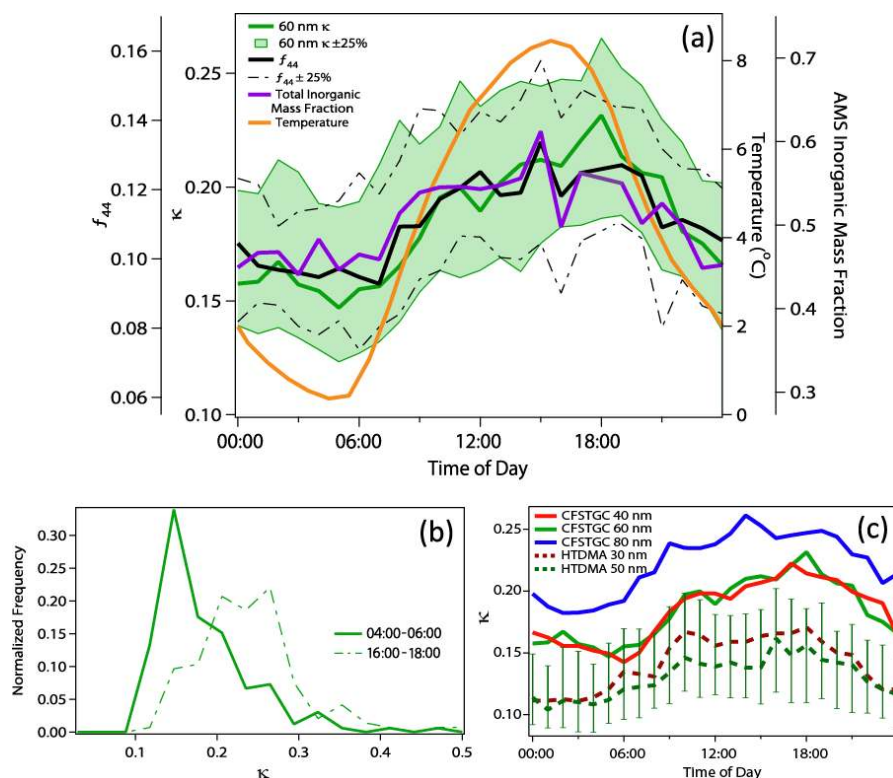 (a)
60 nm κ
60 nm κ ±25%
f44
f44 ± 25%
Total Inorganic
Mass Fraction
Temperature
0.16
0.14
0.12
0.10
0.08
0.06
f44
0.25
0.20
0.15
0.10
κ
8
6
4
2
0
Temperature (°C)
0.7
0.6
0.5
0.4
0.3
AMS Inorganic Mass Fraction
00:00 06:00 12:00 18:00
Time of Day
(b)
Normalized Frequency
0.30
0.25
0.20
0.15
0.10
0.05
0.00
04:00-06:00
16:00-18:00
0.1 0.2 0.3 0.4 0.5
κ
(c)
CFSTGC 40 nm
CFSTGC 60 nm
CFSTGC 80 nm
HTDMA 30 nm
HTDMA 50 nm
0.25
0.20
0.15
0.10
κ
00:00 06:00 12:00 18:00
Time of Day